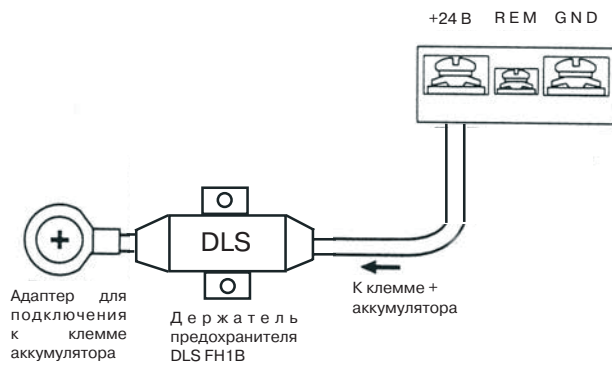 +24 В REM GND
+
DLS
К клемме +
аккумулятора
Адаптер для
подключения
к клемме
аккумулятора
Держатель
предохранителя
DLS FH1B